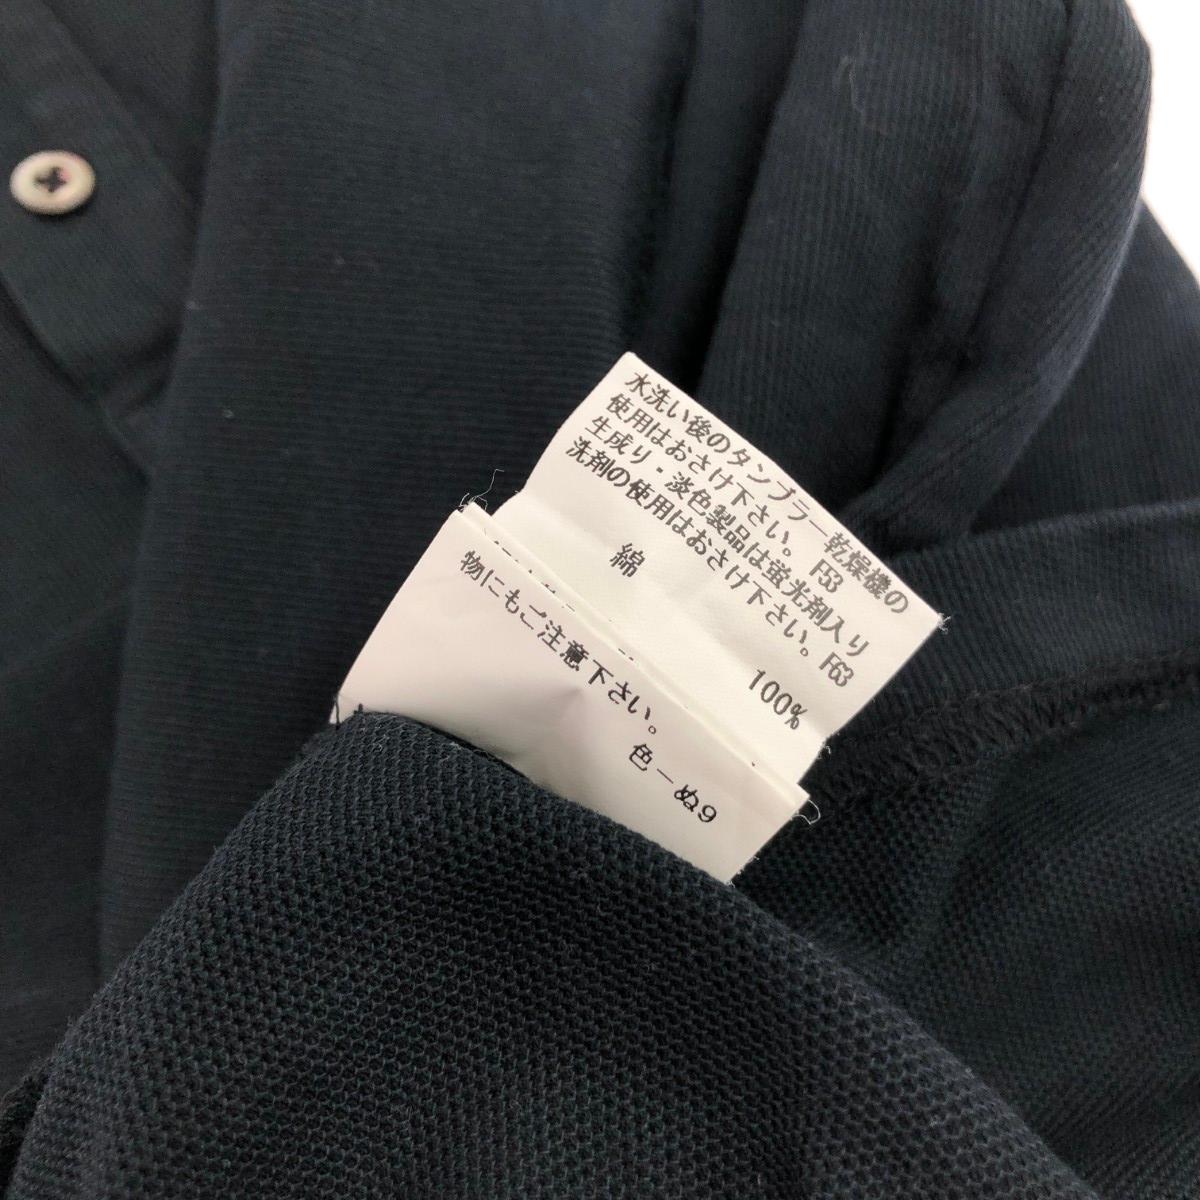 水洗い後のタンブラー乾燥機の
使用はおさけ下さい。 F53
生成り・淡色製品は蛍光剤入り
洗剤の使用はおさけ下さい。F63
綿 100%
物にもご注意下さい。
色－ぬ9